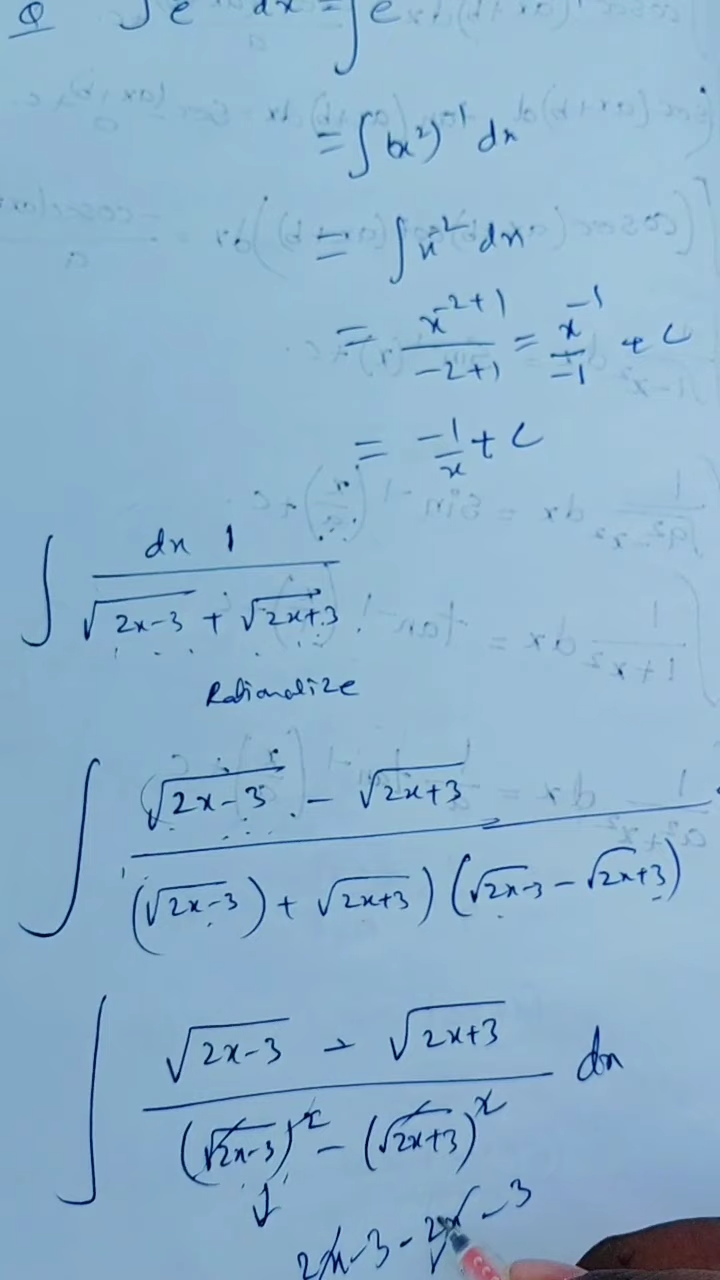 Q ∫e dx = ∫e
= ∫(x²)⁻¹ dx
= ∫x⁻² dx
= x⁻²⁺¹ / -2+1 = x⁻¹ / -1 + C
= -1/x + C
∫ dx 1 / √2x-3 + √2x+3
Rationalize
∫ √2x-3 - √2x+3 / (√2x-3) + √2x+3) (√2x-3 - √2x+3)
∫ √2x-3 - √2x+3 / (√2x-3)² - (√2x+3)² dx
↓
2x-3-2x-3